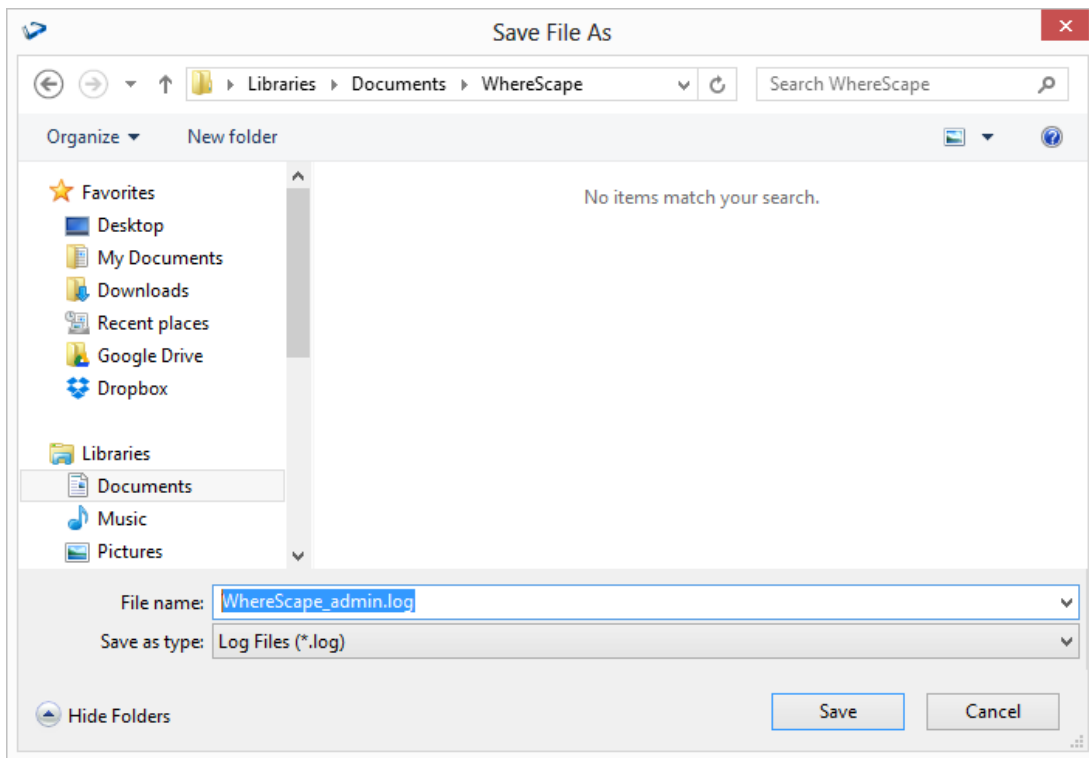 Save File As
Libraries Documents WhereScape
Search WhereScape
Organize New folder
Favorites
Desktop
My Documents
Downloads
Recent places
Google Drive
Dropbox
Libraries
Documents
Music
Pictures
No items match your search.
File name: WhereScape_admin.log
Save as type: Log Files (*.log)
Hide Folders
Save Cancel